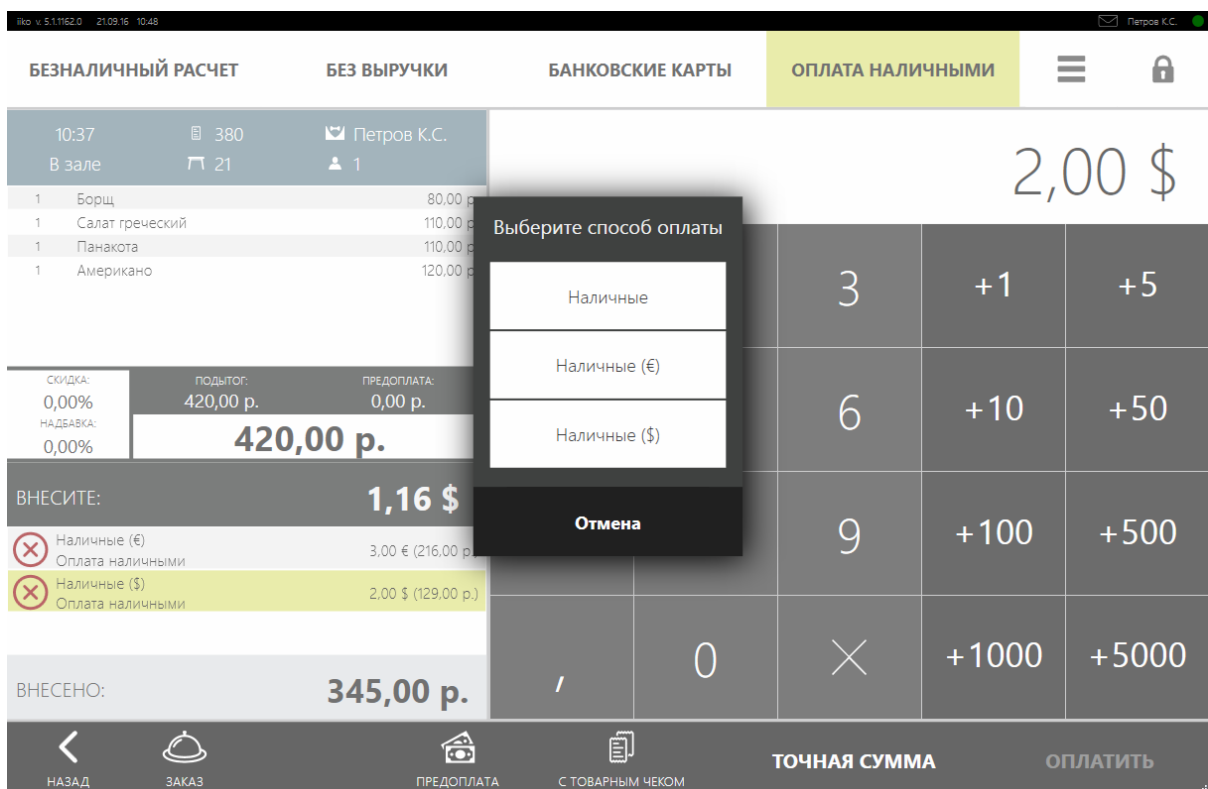 iiko v. 5.1.1162.0 21.09.16 10:48 Петров К.С.
БЕЗНАЛИЧНЫЙ РАСЧЕТ БЕЗ ВЫРУЧКИ БАНКОВСКИЕ КАРТЫ ОПЛАТА НАЛИЧНЫМИ
10:37 380 Петров К.С.
В зале 21 1
2,00 $
1 Борщ 80,00 р
1 Салат греческий 110,00 р
1 Панакота 110,00 р
1 Американо 120,00 р
СКИДКА: ПОДЫТОГ: ПРЕДОПЛАТА:
0,00% 420,00 р. 0,00 р.
НАДБАВКА:
0,00% 420,00 р.
ВНЕСИТЕ: 1,16 $
Наличные (€)
Оплата наличными 3,00 € (216,00 р.
Наличные ($)
Оплата наличными 2,00 $ (129,00 р.)
ВНЕСЕНО: 345,00 р.
Выберите способ оплаты
Наличные
Наличные (€)
Наличные ($)
Отмена
3 +1 +5
6 +10 +50
9 +100 +500
, 0 +1000 +5000
НАЗАД ЗАКАЗ ПРЕДОПЛАТА С ТОВАРНЫМ ЧЕКОМ ТОЧНАЯ СУММА ОПЛАТИТЬ